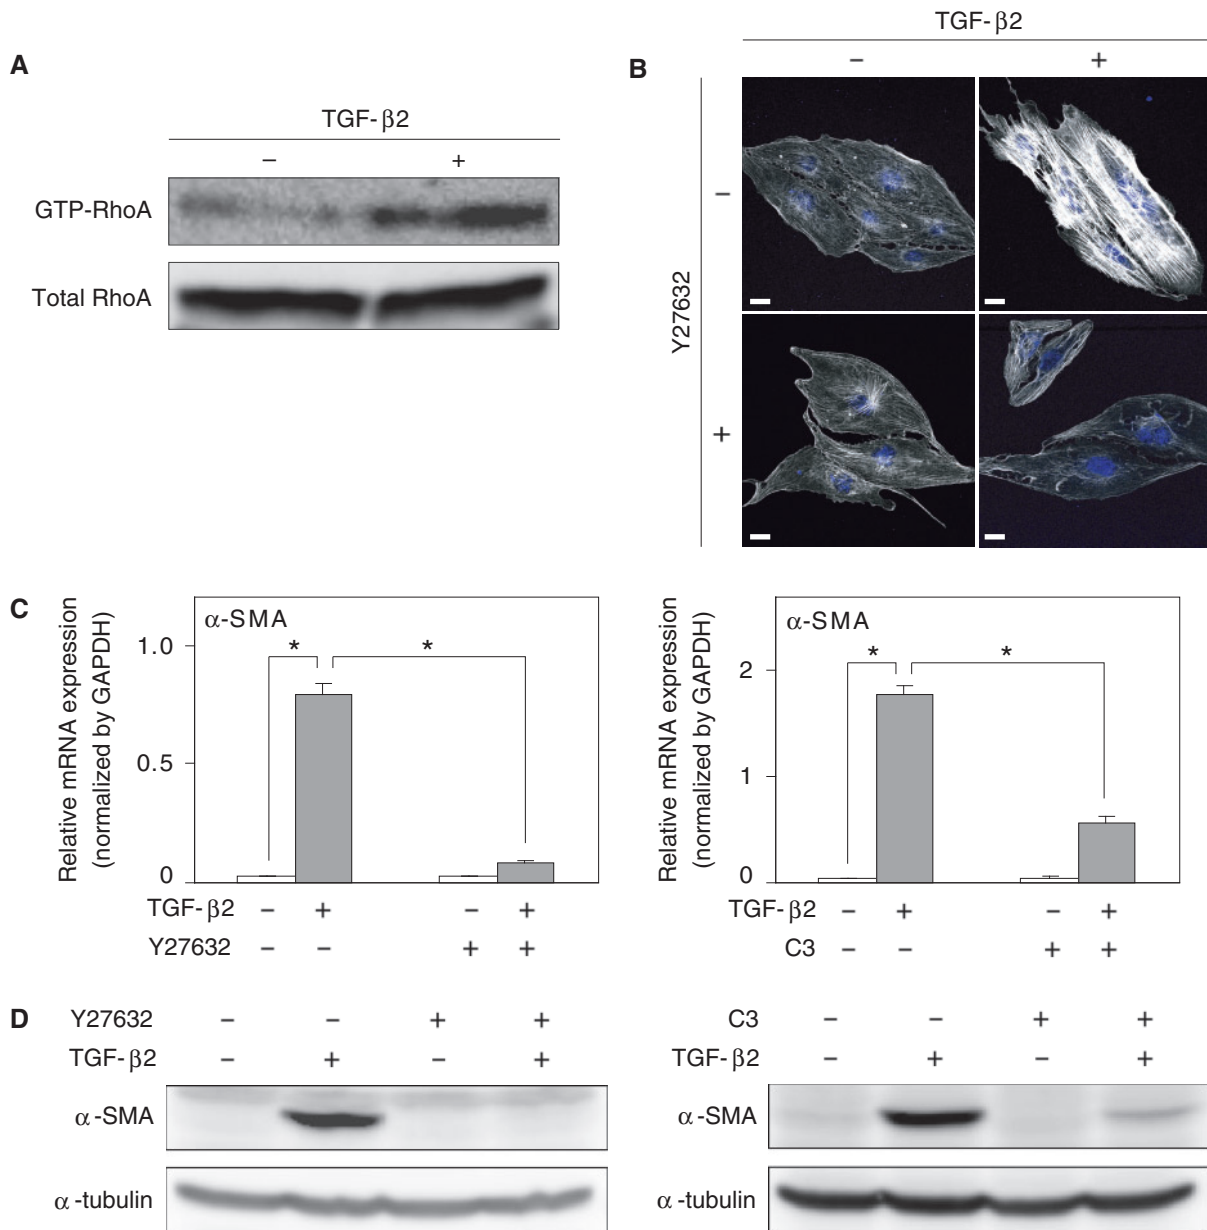 A
TGF-β2
– +
GTP-RhoA
Total RhoA
B
TGF-β2
– +
Y27632
–
+
C
Relative mRNA expression
(normalized by GAPDH)
α-SMA
* *
1.0
0.5
0
TGF-β2 – + – +
Y27632 – – + +
Relative mRNA expression
(normalized by GAPDH)
α-SMA
* *
2
1
0
TGF-β2 – + – +
C3 – – + +
D
Y27632 – – + +
TGF-β2 – + – +
α-SMA
α-tubulin
C3 – – + +
TGF-β2 – + – +
α-SMA
α-tubulin